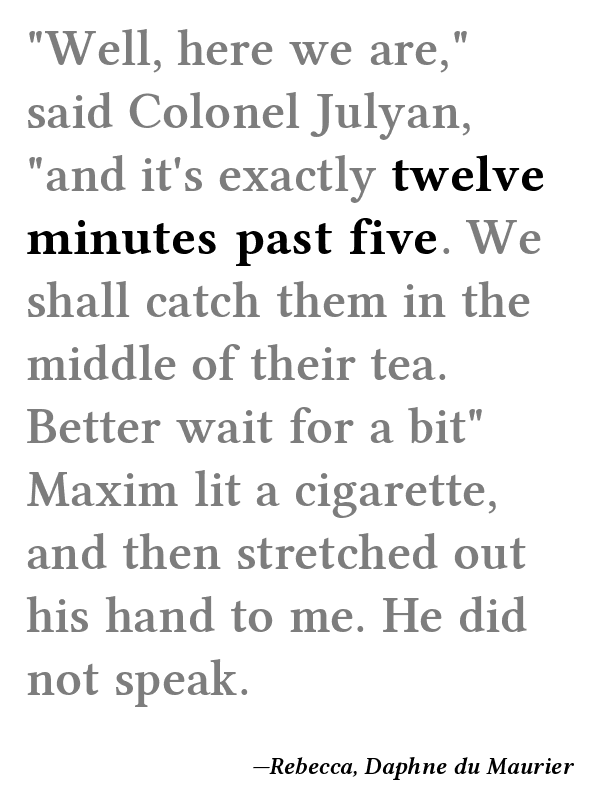 "Well, here we are,"
said Colonel Julyan,
"and it's exactly twelve
minutes past five. We
shall catch them in the
middle of their tea.
Better wait for a bit"
Maxim lit a cigarette,
and then stretched out
his hand to me. He did
not speak.
—Rebecca, Daphne du Maurier